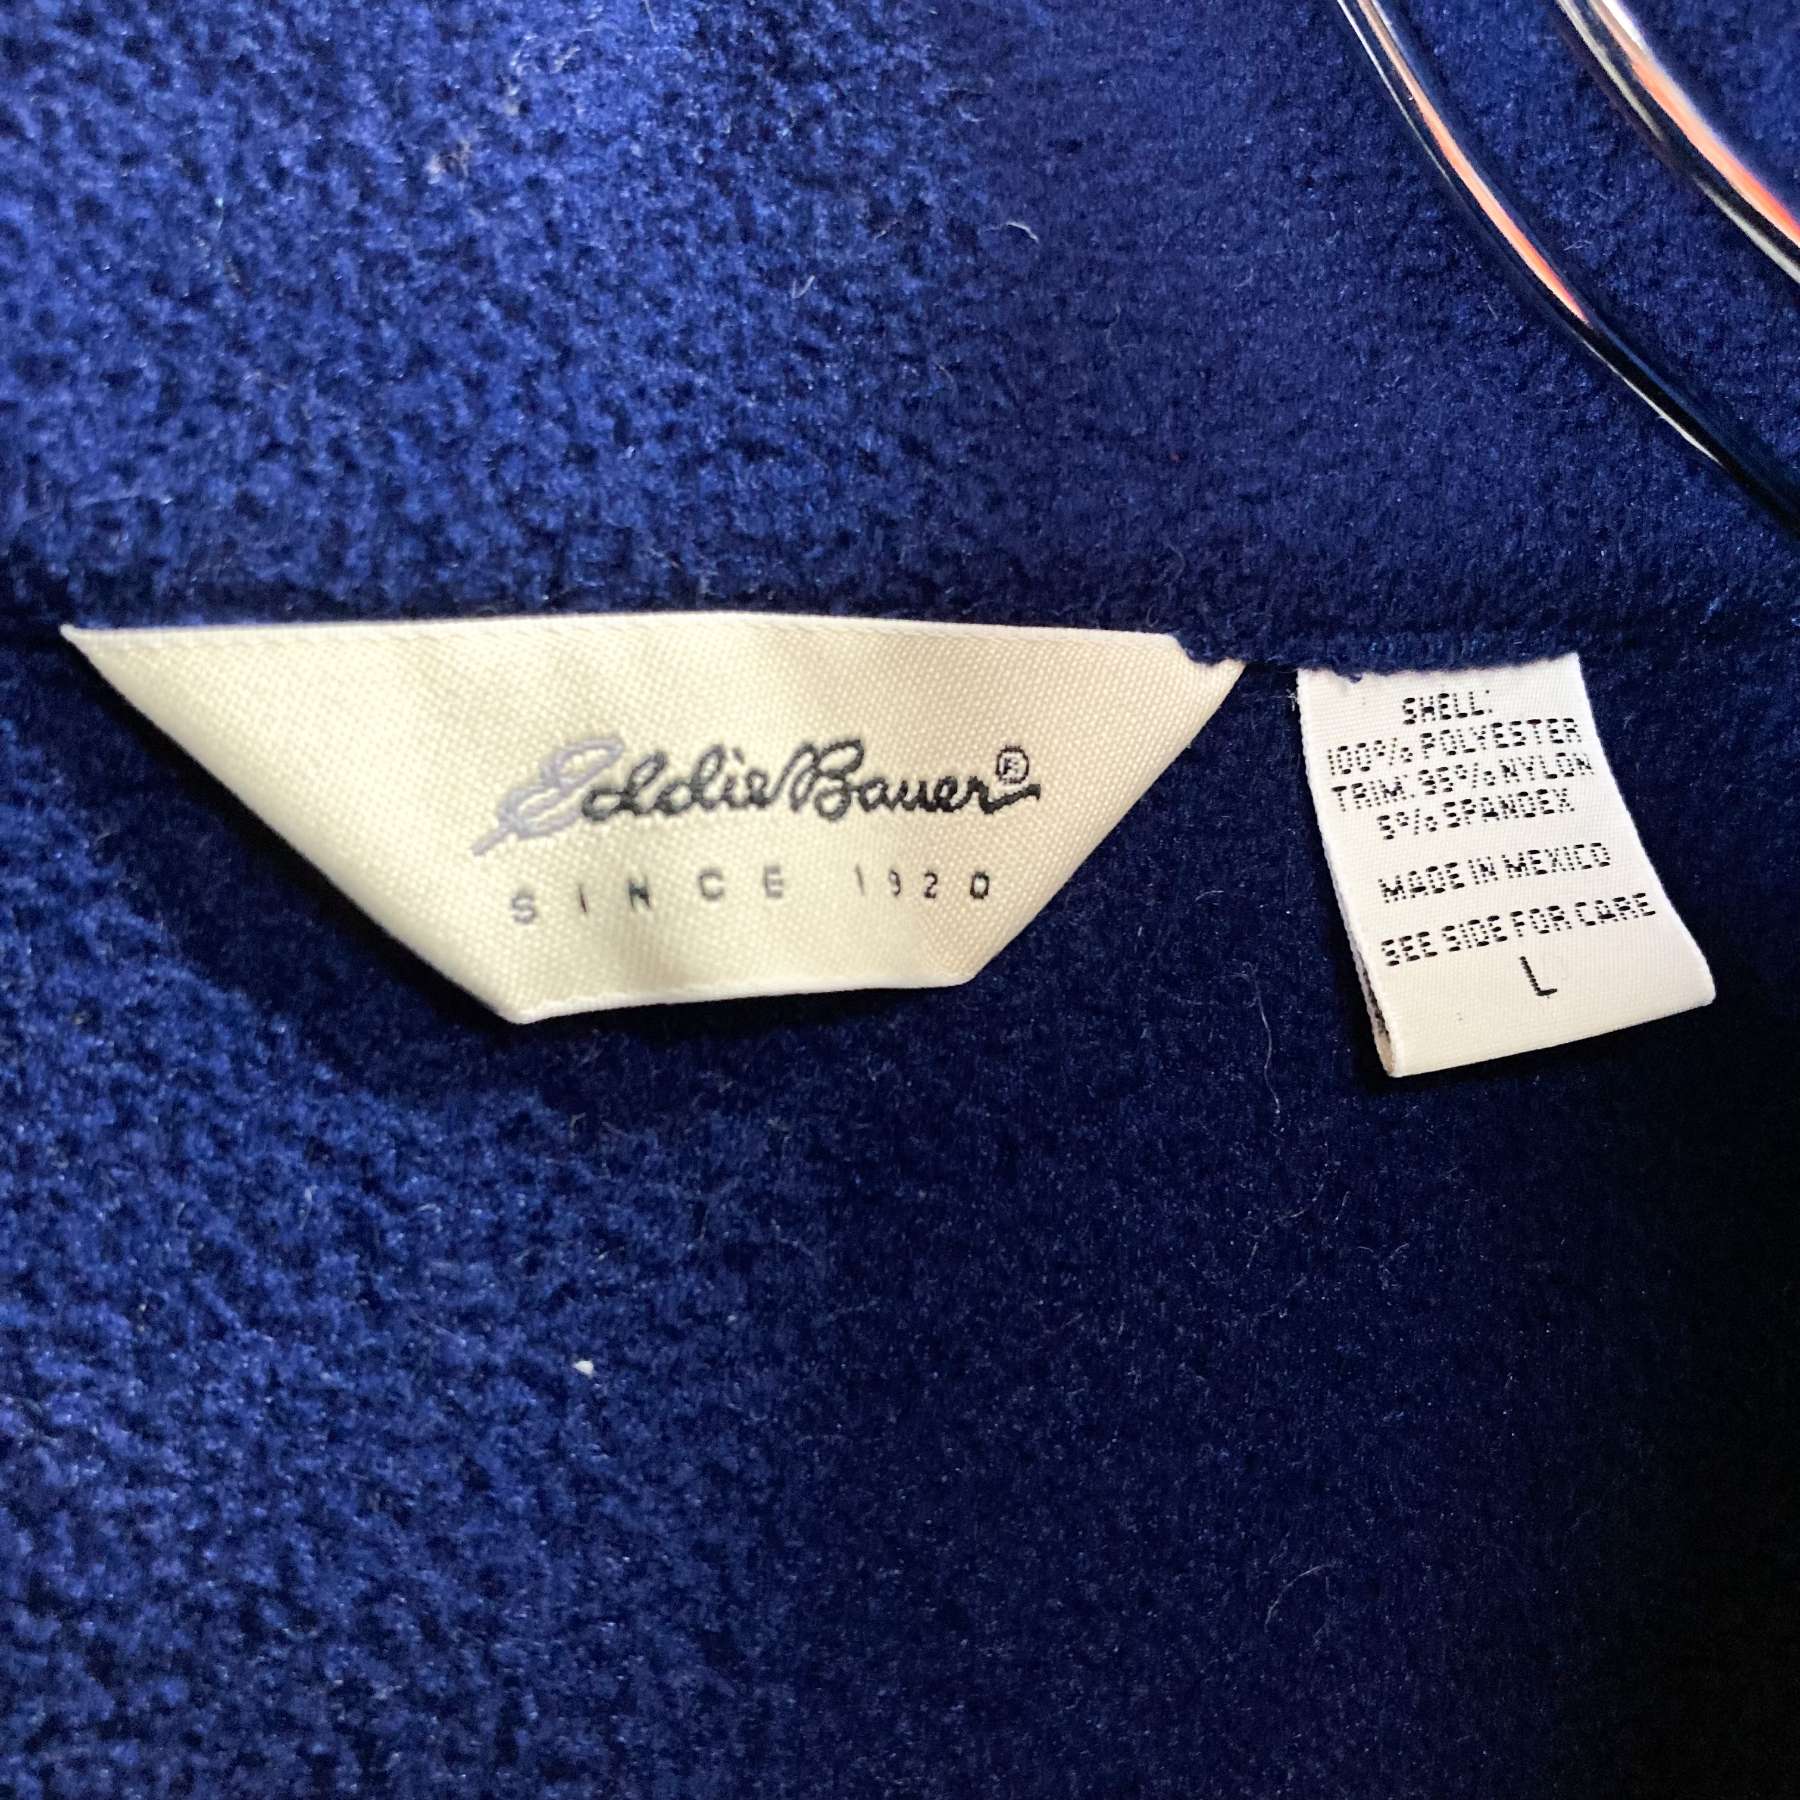 Eddie Bauer®
SINCE 1920
SHELL:
100% POLYESTER
TRIM: 95% NYLON
5% SPANDEX
MADE IN MEXICO
SEE SIDE FOR CARE
L